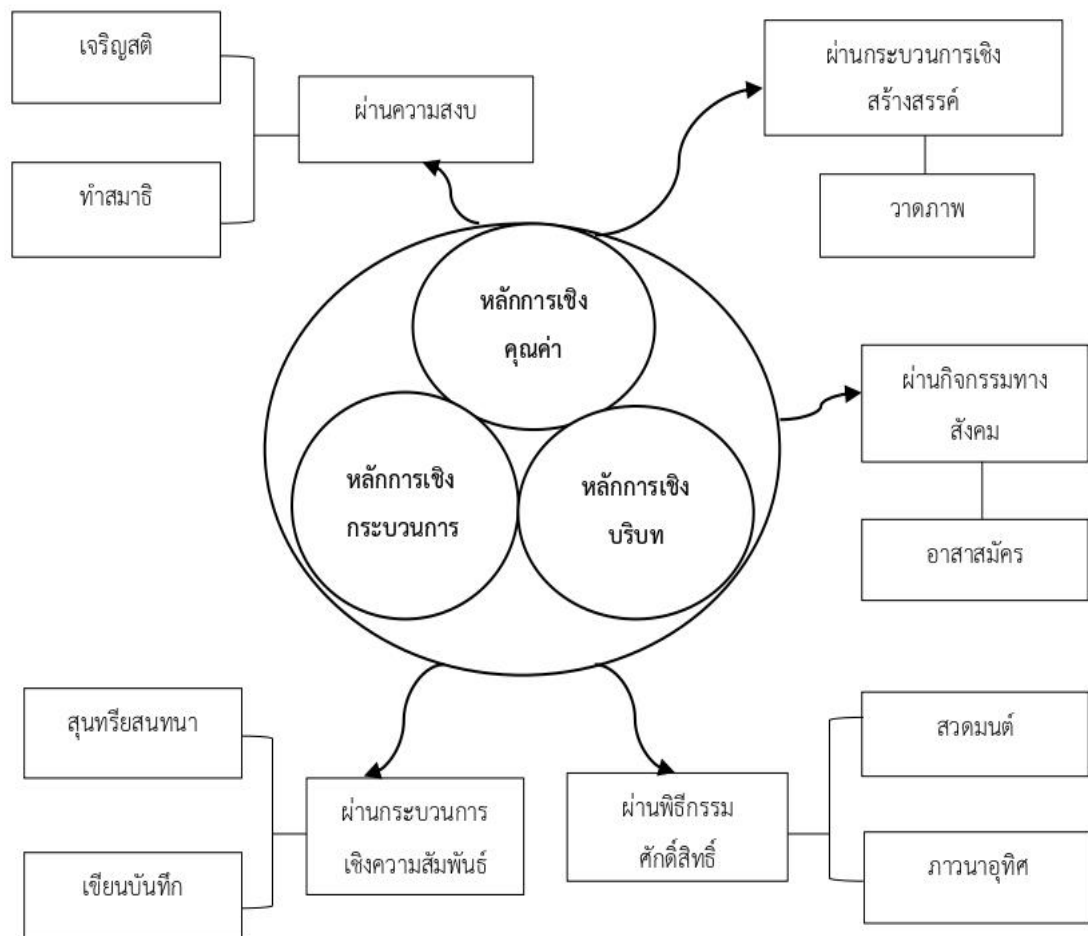 เจริญสติ
ทำสมาธิ
ผ่านความสงบ
ผ่านกระบวนการเชิง
สร้างสรรค์
วาดภาพ
หลักการเชิง
คุณค่า
หลักการเชิง
กระบวนการ
หลักการเชิง
บริบท
ผ่านกิจกรรมทาง
สังคม
อาสาสมัคร
สุนทรียสนทนา
เขียนบันทึก
ผ่านกระบวนการ
เชิงความสัมพันธ์
ผ่านพิธีกรรม
ศักดิ์สิทธิ์
สวดมนต์
ภาวนาอุทิศ